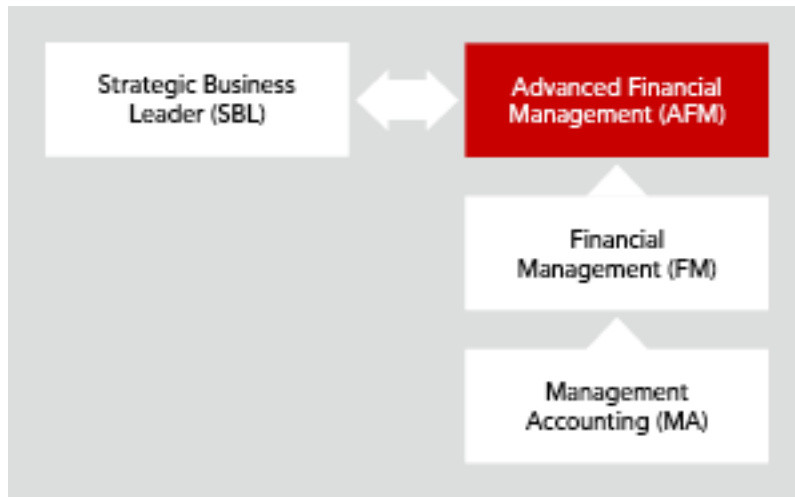 Strategic Business
Leader (SBL)
Advanced Financial
Management (AFM)
Financial
Management (FM)
Management
Accounting (MA)